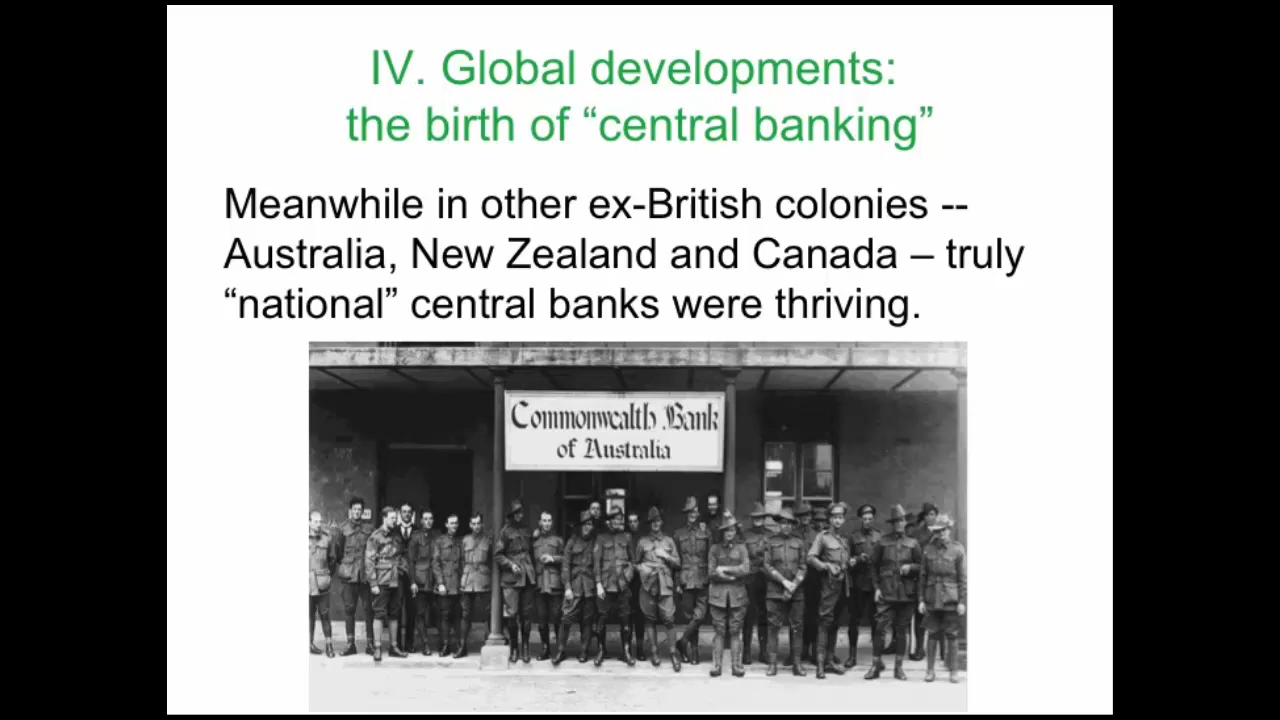 IV. Global developments:
the birth of “central banking”
Meanwhile in other ex-British colonies --
Australia, New Zealand and Canada – truly
“national” central banks were thriving.
Commonwealth Bank
of Australia